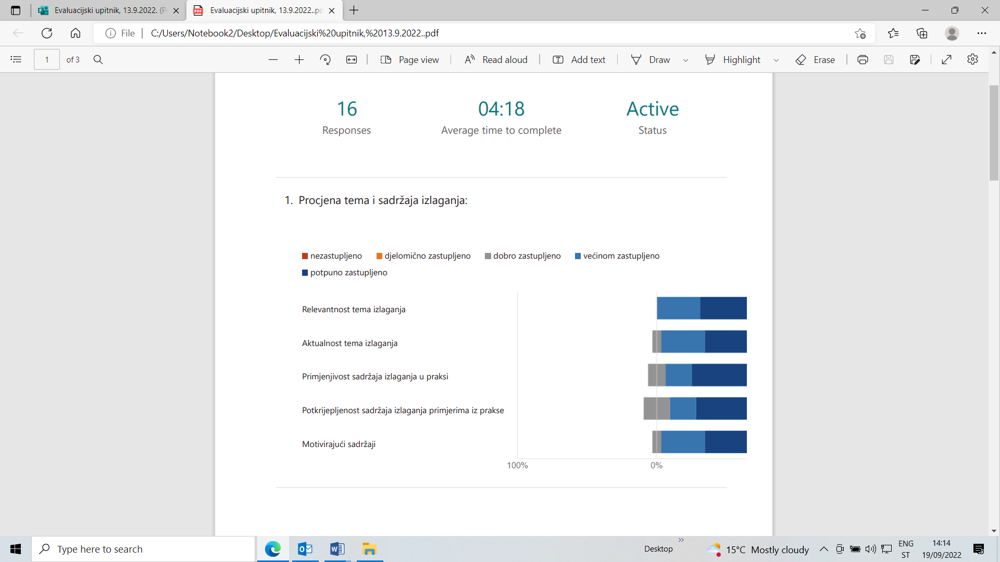 Evaluacijski upitnik, 13.9.2022. (P
Evaluacijski upitnik, 13.9.2022..pd
File
C:/Users/Notebook2/Desktop/Evaluacijski%20upitnik,%2013.9.2022..pdf
1 of 3
Page view
Read aloud
Add text
Draw
Highlight
Erase
16 04:18 Active
Responses Average time to complete Status
1. Procjena tema i sadržaja izlaganja:
nezastupljeno djelomično zastupljeno dobro zastupljeno većinom zastupljeno
potpuno zastupljeno
Relevantnost tema izlaganja
Aktualnost tema izlaganja
Primjenjivost sadržaja izlaganja u praksi
Potkrijepljenost sadržaja izlaganja primjerima iz prakse
Motivirajući sadržaji
100% 0%
Type here to search
Desktop
15°C Mostly cloudy
ENG
ST
14:14
19/09/2022